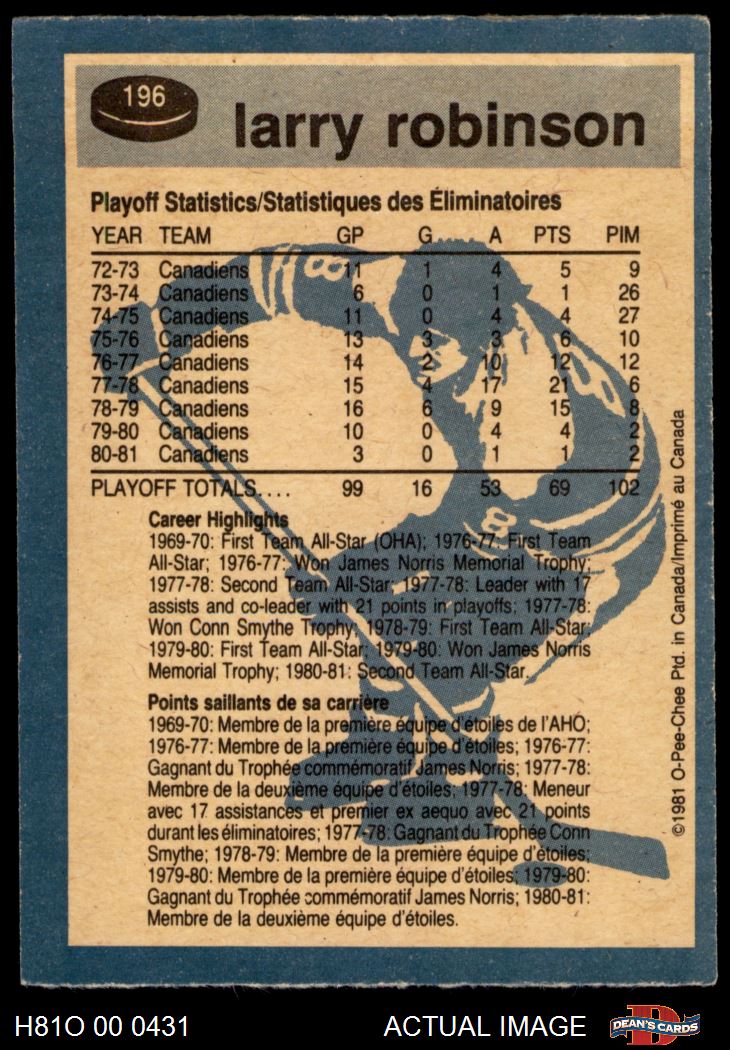 196
larry robinson
Playoff Statistics/Statistiques des Éliminatoires
YEAR TEAM GP G A PTS PIM
72-73 Canadiens 11 1 4 5 9
73-74 Canadiens 6 0 1 1 26
74-75 Canadiens 11 0 4 4 27
75-76 Canadiens 13 3 3 6 10
76-77 Canadiens 14 2 10 12 12
77-78 Canadiens 15 4 17 21 6
78-79 Canadiens 16 6 9 15 8
79-80 Canadiens 10 0 4 4 2
80-81 Canadiens 3 0 1 1 2
PLAYOFF TOTALS.... 99 16 53 69 102
Career Highlights
1969-70: First Team All-Star (OHA); 1976-77: First Team
All-Star; 1976-77: Won James Norris Memorial Trophy;
1977-78: Second Team All-Star; 1977-78: Leader with 17
assists and co-leader with 21 points in playoffs; 1977-78:
Won Conn Smythe Trophy; 1978-79: First Team All-Star;
1979-80: First Team All-Star; 1979-80: Won James Norris
Memorial Trophy; 1980-81: Second Team All-Star.
Points saillants de sa carrière
1969-70: Membre de la première équipe d'étoiles de l'AHO;
1976-77: Membre de la première équipe d'étoiles; 1976-77:
Gagnant du Trophée commémoratif James Norris; 1977-78:
Membre de la deuxième équipe d'étoiles; 1977-78: Meneur
avec 17 assistances et premier ex aequo avec 21 points
durant les éliminatoires; 1977-78: Gagnant du Trophée Conn
Smythe; 1978-79: Membre de la première équipe d'étoiles;
1979-80: Membre de la première équipe d'étoiles; 1979-80:
Gagnant du Trophée commémoratif James Norris; 1980-81:
Membre de la deuxième équipe d'étoiles.
©1981 O-Pee-Chee Ptd. in Canada/Imprimé au Canada
8
8
H81O 00 0431 ACTUAL IMAGE
DEAN'S CARDS